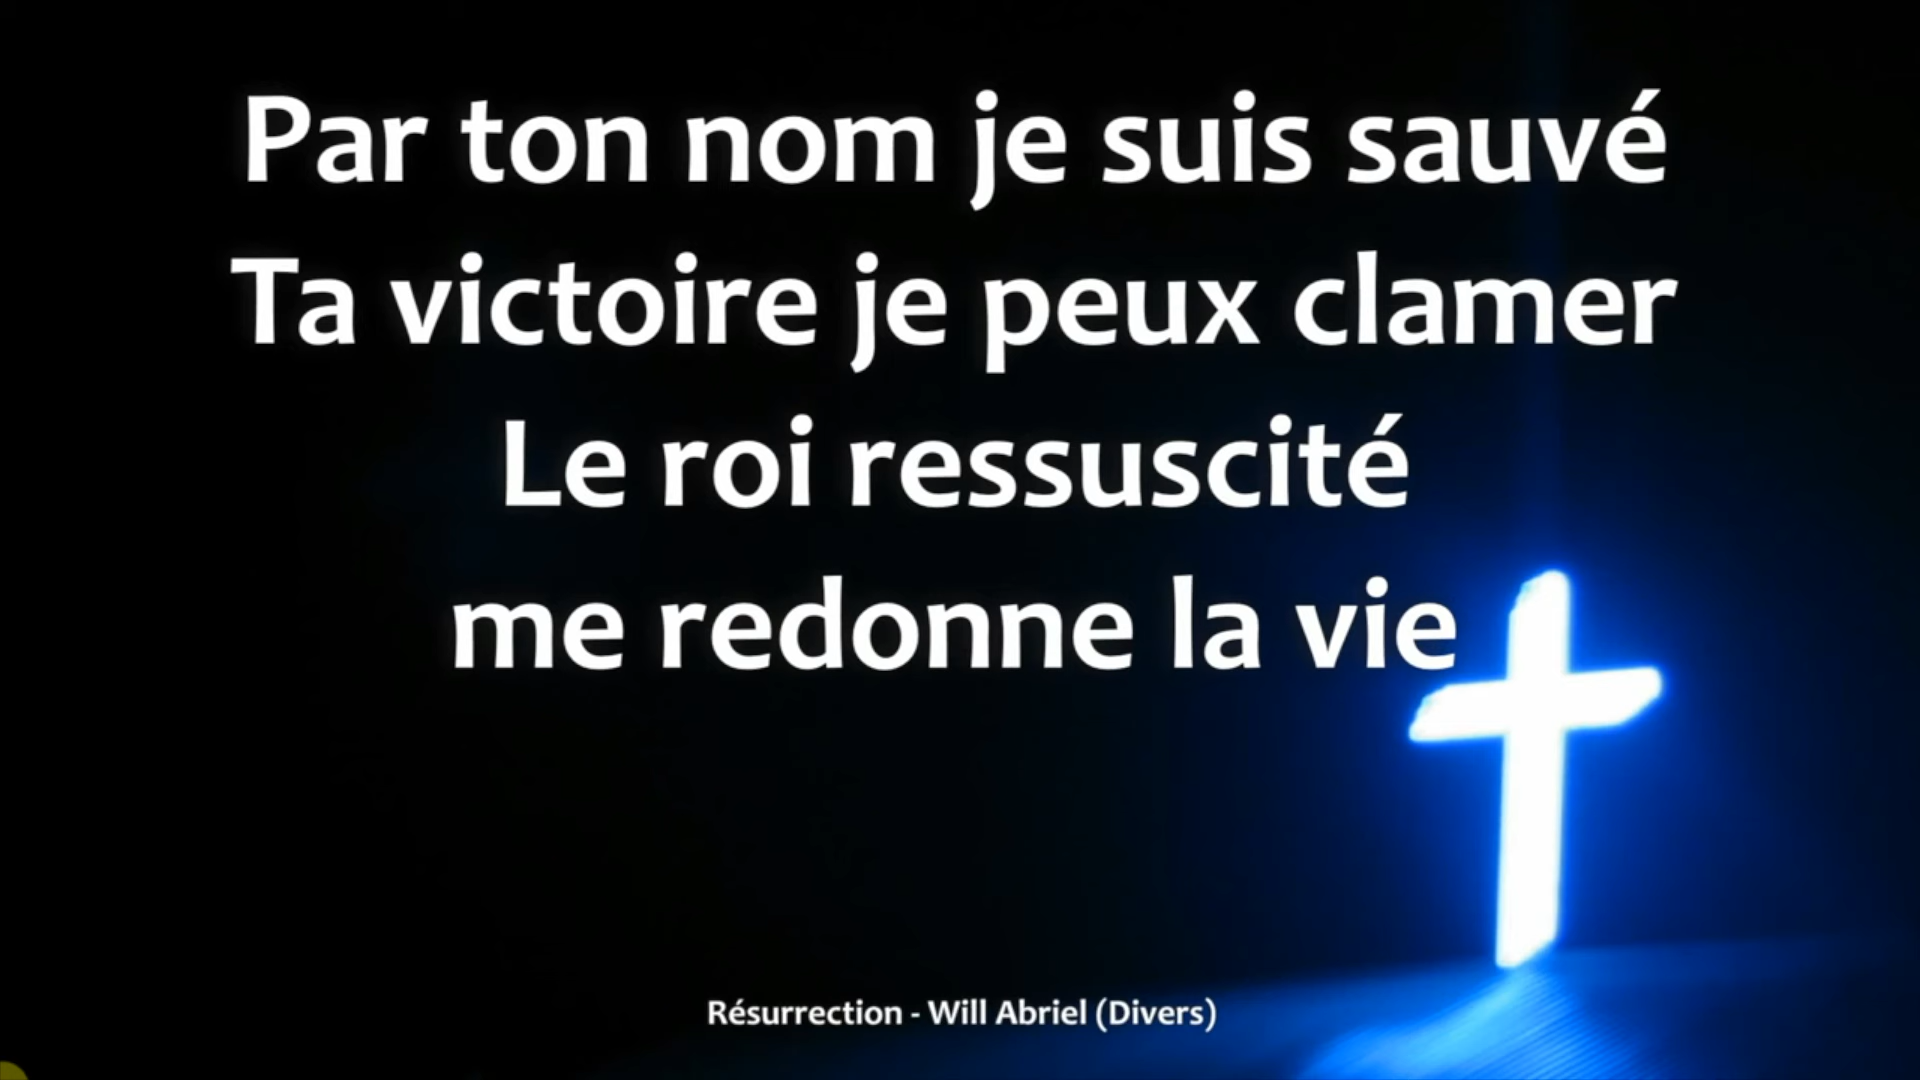 Par ton nom je suis sauvé
Ta victoire je peux clamer
Le roi ressuscité
me redonne la vie
Résurrection - Will Abriel (Divers)